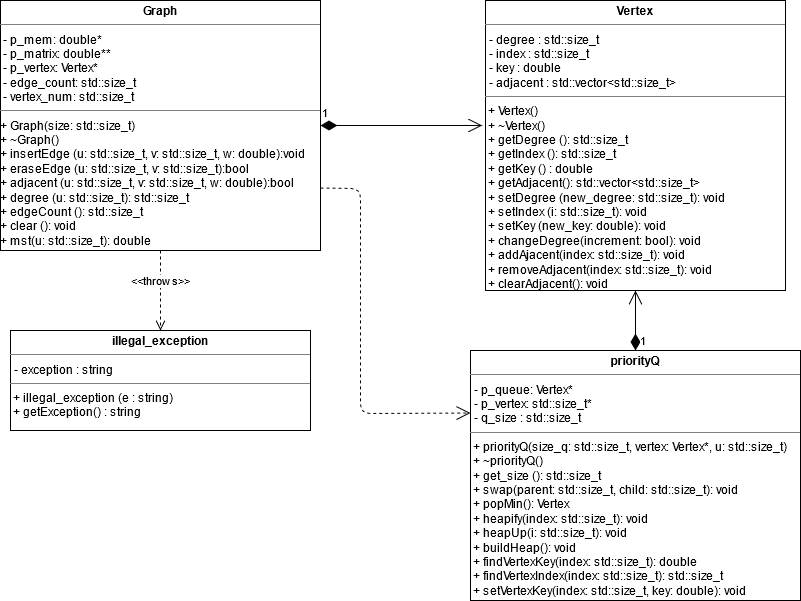 Graph
- p_mem: double*
- p_matrix: double**
- p_vertex: Vertex*
- edge_count: std::size_t
- vertex_num: std::size_t
+ Graph(size: std::size_t)
+ ~Graph()
+ insertEdge (u: std::size_t, v: std::size_t, w: double):void
+ eraseEdge (u: std::size_t, v: std::size_t):bool
+ adjacent (u: std::size_t, v: std::size_t, w: double):bool
+ degree (u: std::size_t): std::size_t
+ edgeCount (): std::size_t
+ clear (): void
+ mst(u: std::size_t): double
1
Vertex
- degree : std::size_t
- index : std::size_t
- key : double
- adjacent : std::vector<std::size_t>
+ Vertex()
+ ~Vertex()
+ getDegree (): std::size_t
+ getIndex (): std::size_t
+ getKey () : double
+ getAdjacent(): std::vector<std::size_t>
+ setDegree (new_degree: std::size_t): void
+ setIndex (i: std::size_t): void
+ setKey (new_key: double): void
+ changeDegree(increment: bool): void
+ addAjacent(index: std::size_t): void
+ removeAdjacent(index: std::size_t): void
+ clearAdjacent(): void
<<throws>>
illegal_exception
- exception : string
+ illegal_exception (e : string)
+ getException() : string
1
priorityQ
- p_queue: Vertex*
- p_vertex: std::size_t*
- q_size : std::size_t
+ priorityQ(size_q: std::size_t, vertex: Vertex*, u: std::size_t)
+ ~priorityQ()
+ get_size (): std::size_t
+ swap(parent: std::size_t, child: std::size_t): void
+ popMin(): Vertex
+ heapify(index: std::size_t): void
+ heapUp(i: std::size_t): void
+ buildHeap(): void
+ findVertexKey(index: std::size_t): double
+ findVertexIndex(index: std::size_t): std::size_t
+ setVertexKey(index: std::size_t, key: double): void